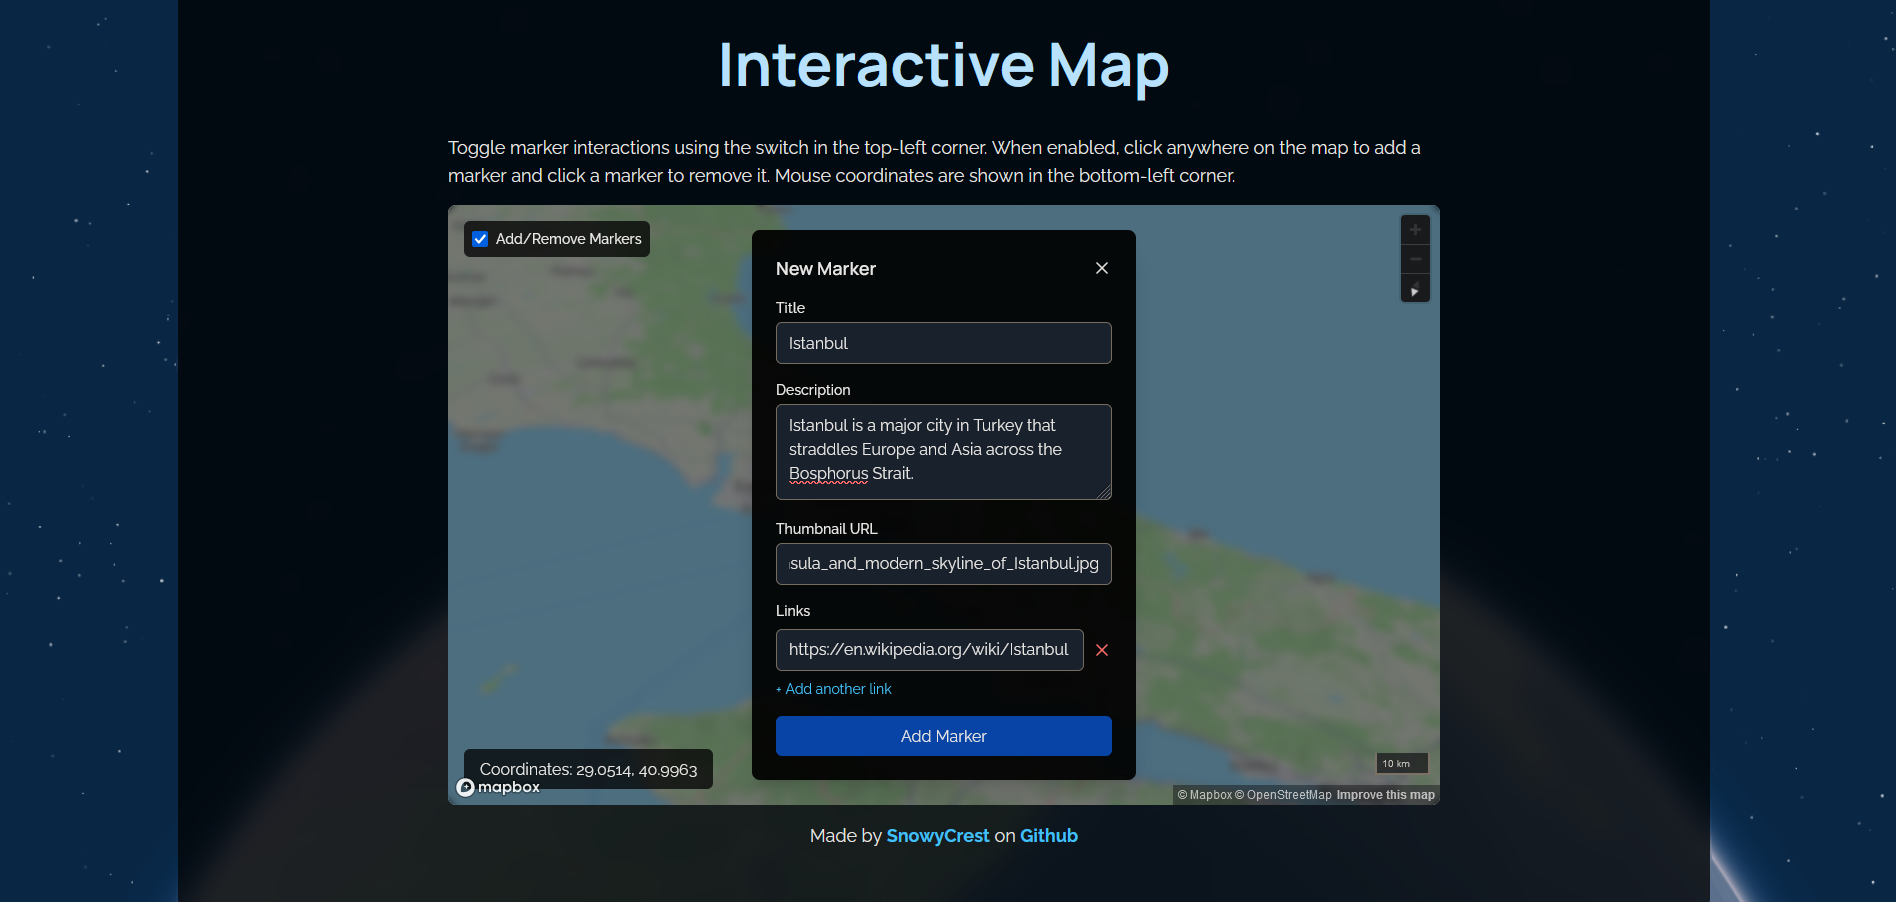 Interactive Map
Toggle marker interactions using the switch in the top-left corner. When enabled, click anywhere on the map to add a
marker and click a marker to remove it. Mouse coordinates are shown in the bottom-left corner.
Add/Remove Markers
New Marker
Title
Istanbul
Description
Istanbul is a major city in Turkey that
straddles Europe and Asia across the
Bosphorus Strait.
Thumbnail URL
sula_and_modern_skyline_of_Istanbul.jpg
Links
https://en.wikipedia.org/wiki/Istanbul
+ Add another link
Add Marker
Coordinates: 29.0514, 40.9963
mapbox
10 km
© Mapbox © OpenStreetMap Improve this map
Made by SnowyCrest on Github